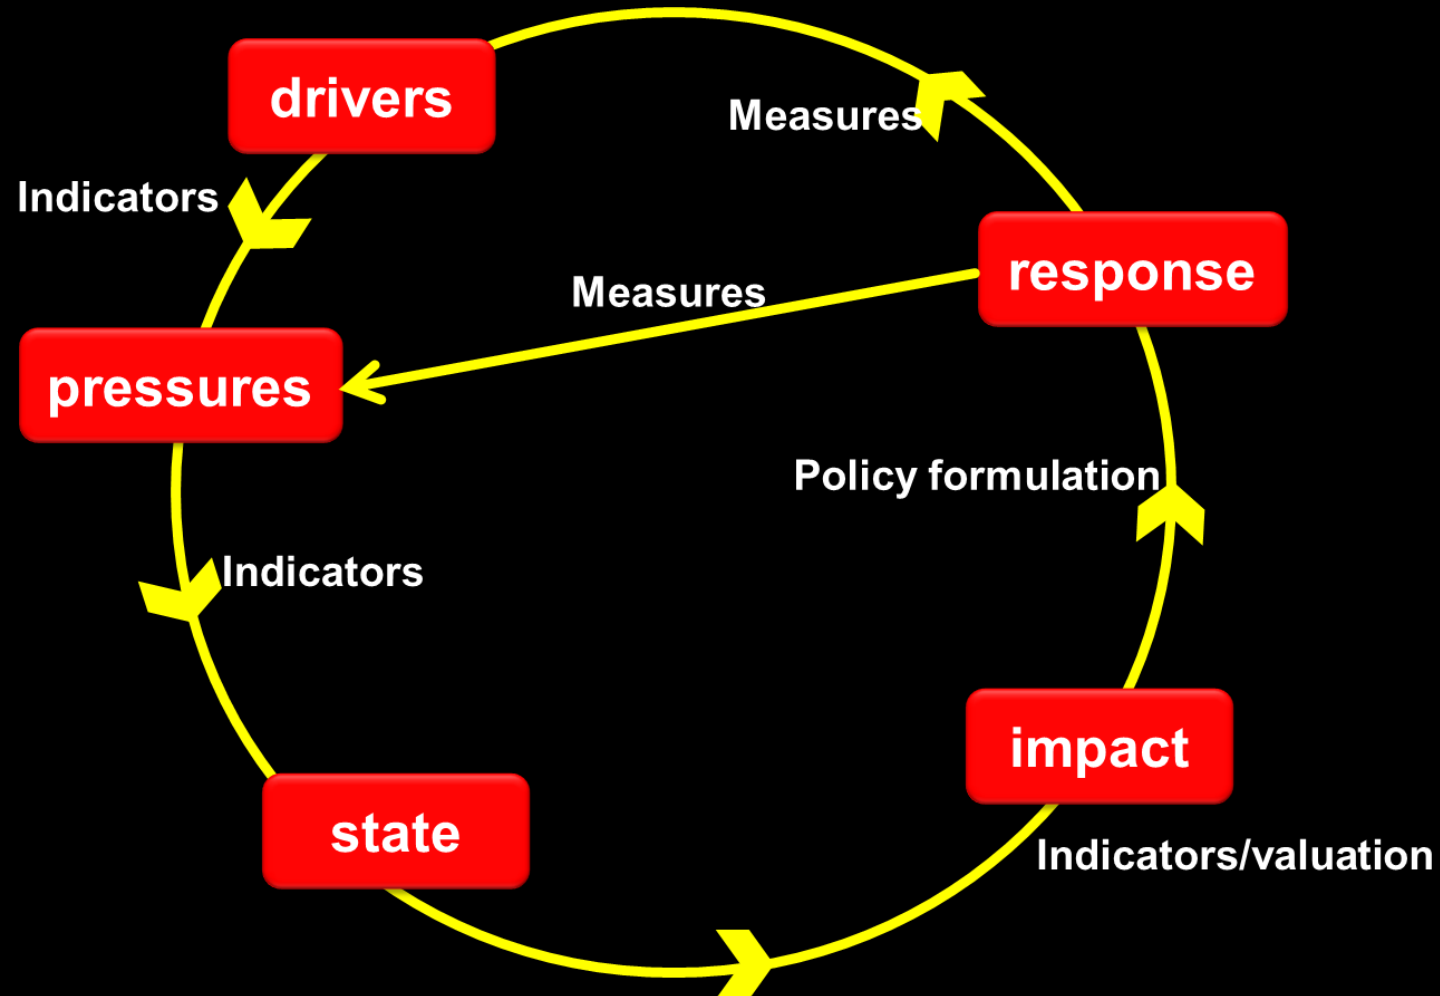 drivers
Measures
Indicators
response
Measures
pressures
Policy formulation
Indicators
impact
state
Indicators/valuation